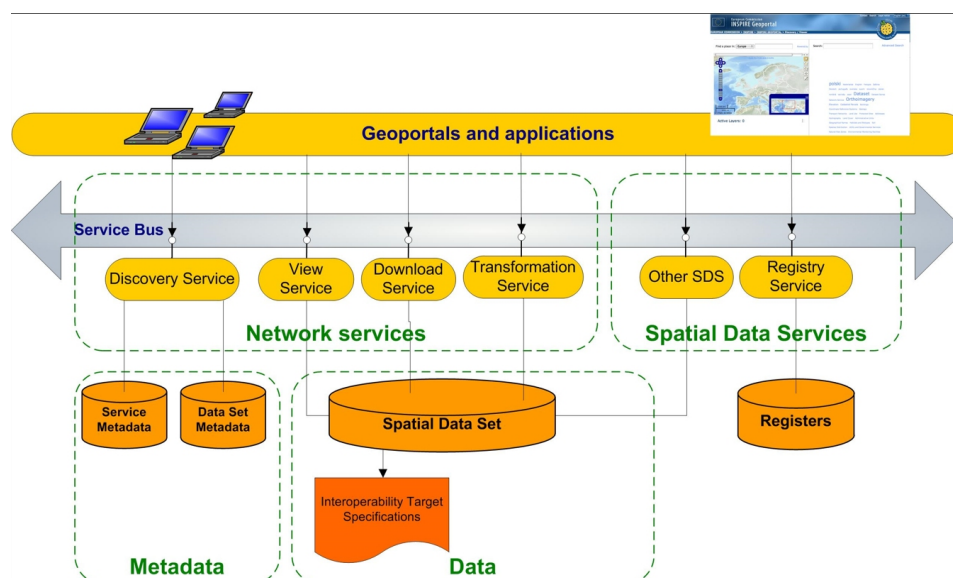 INSPIRE Geoportal
Geoportals and applications
Service Bus
Discovery Service
View
Service
Download
Service
Transformation
Service
Other SDS
Registry
Service
Network services
Spatial Data Services
Service
Metadata
Data Set
Metadata
Spatial Data Set
Registers
Interoperability Target
Specifications
Metadata
Data